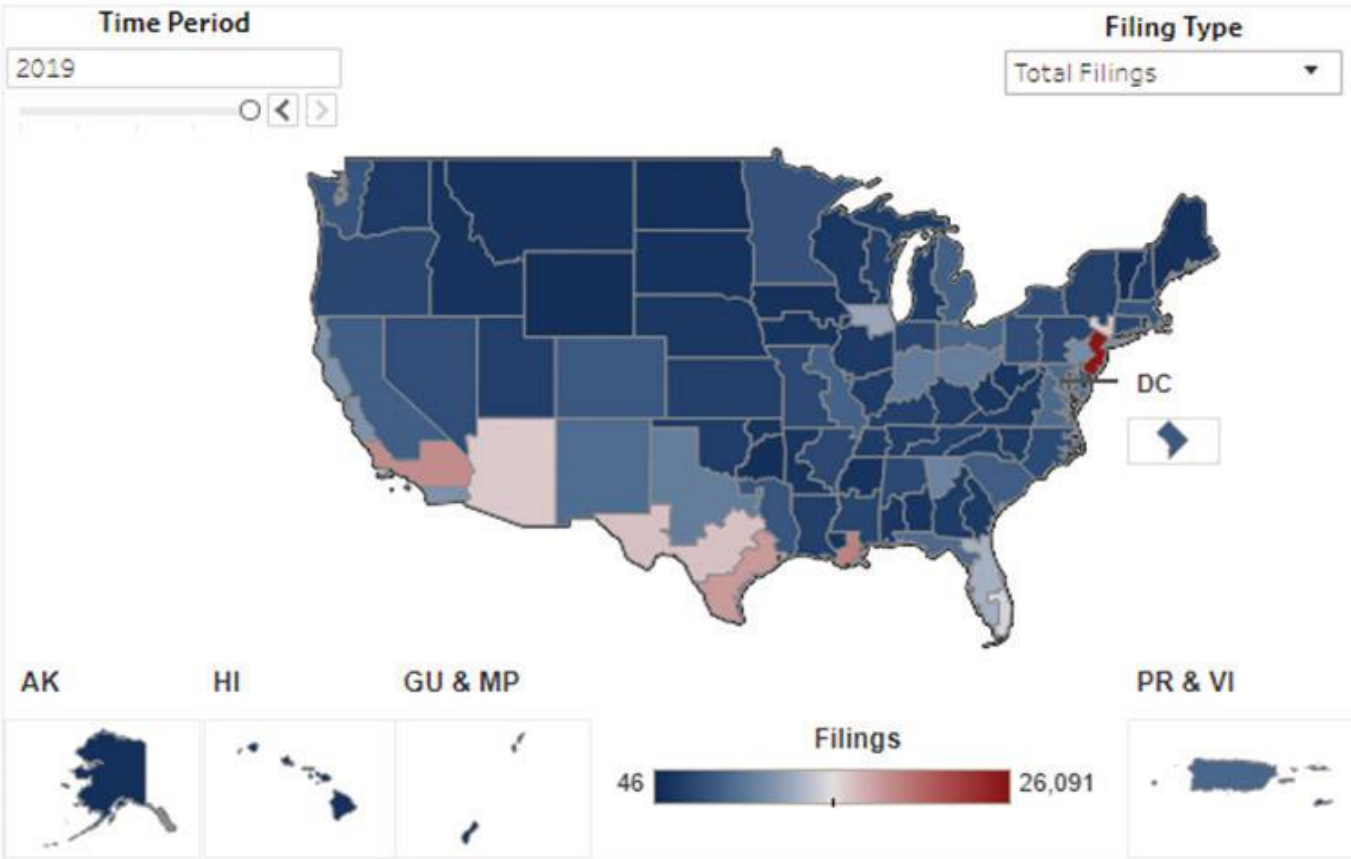 Time Period
Filing Type
2019
Total Filings
DC
AK
HI
GU & MP
PR & VI
Filings
46
26,091